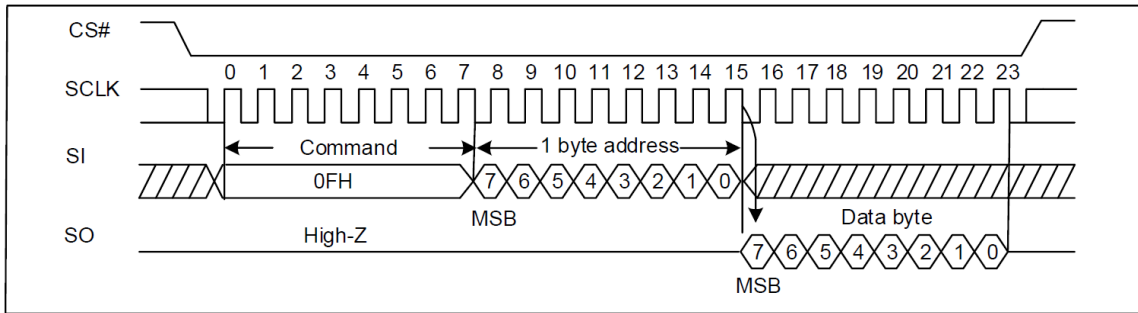 CS#
0 1 2 3 4 5 6 7 8 9 10 11 12 13 14 15 16 17 18 19 20 21 22 23
SCLK
Command 1 byte address
SI
0FH 7 6 5 4 3 2 1 0
MSB Data byte
SO High-Z
7 6 5 4 3 2 1 0
MSB